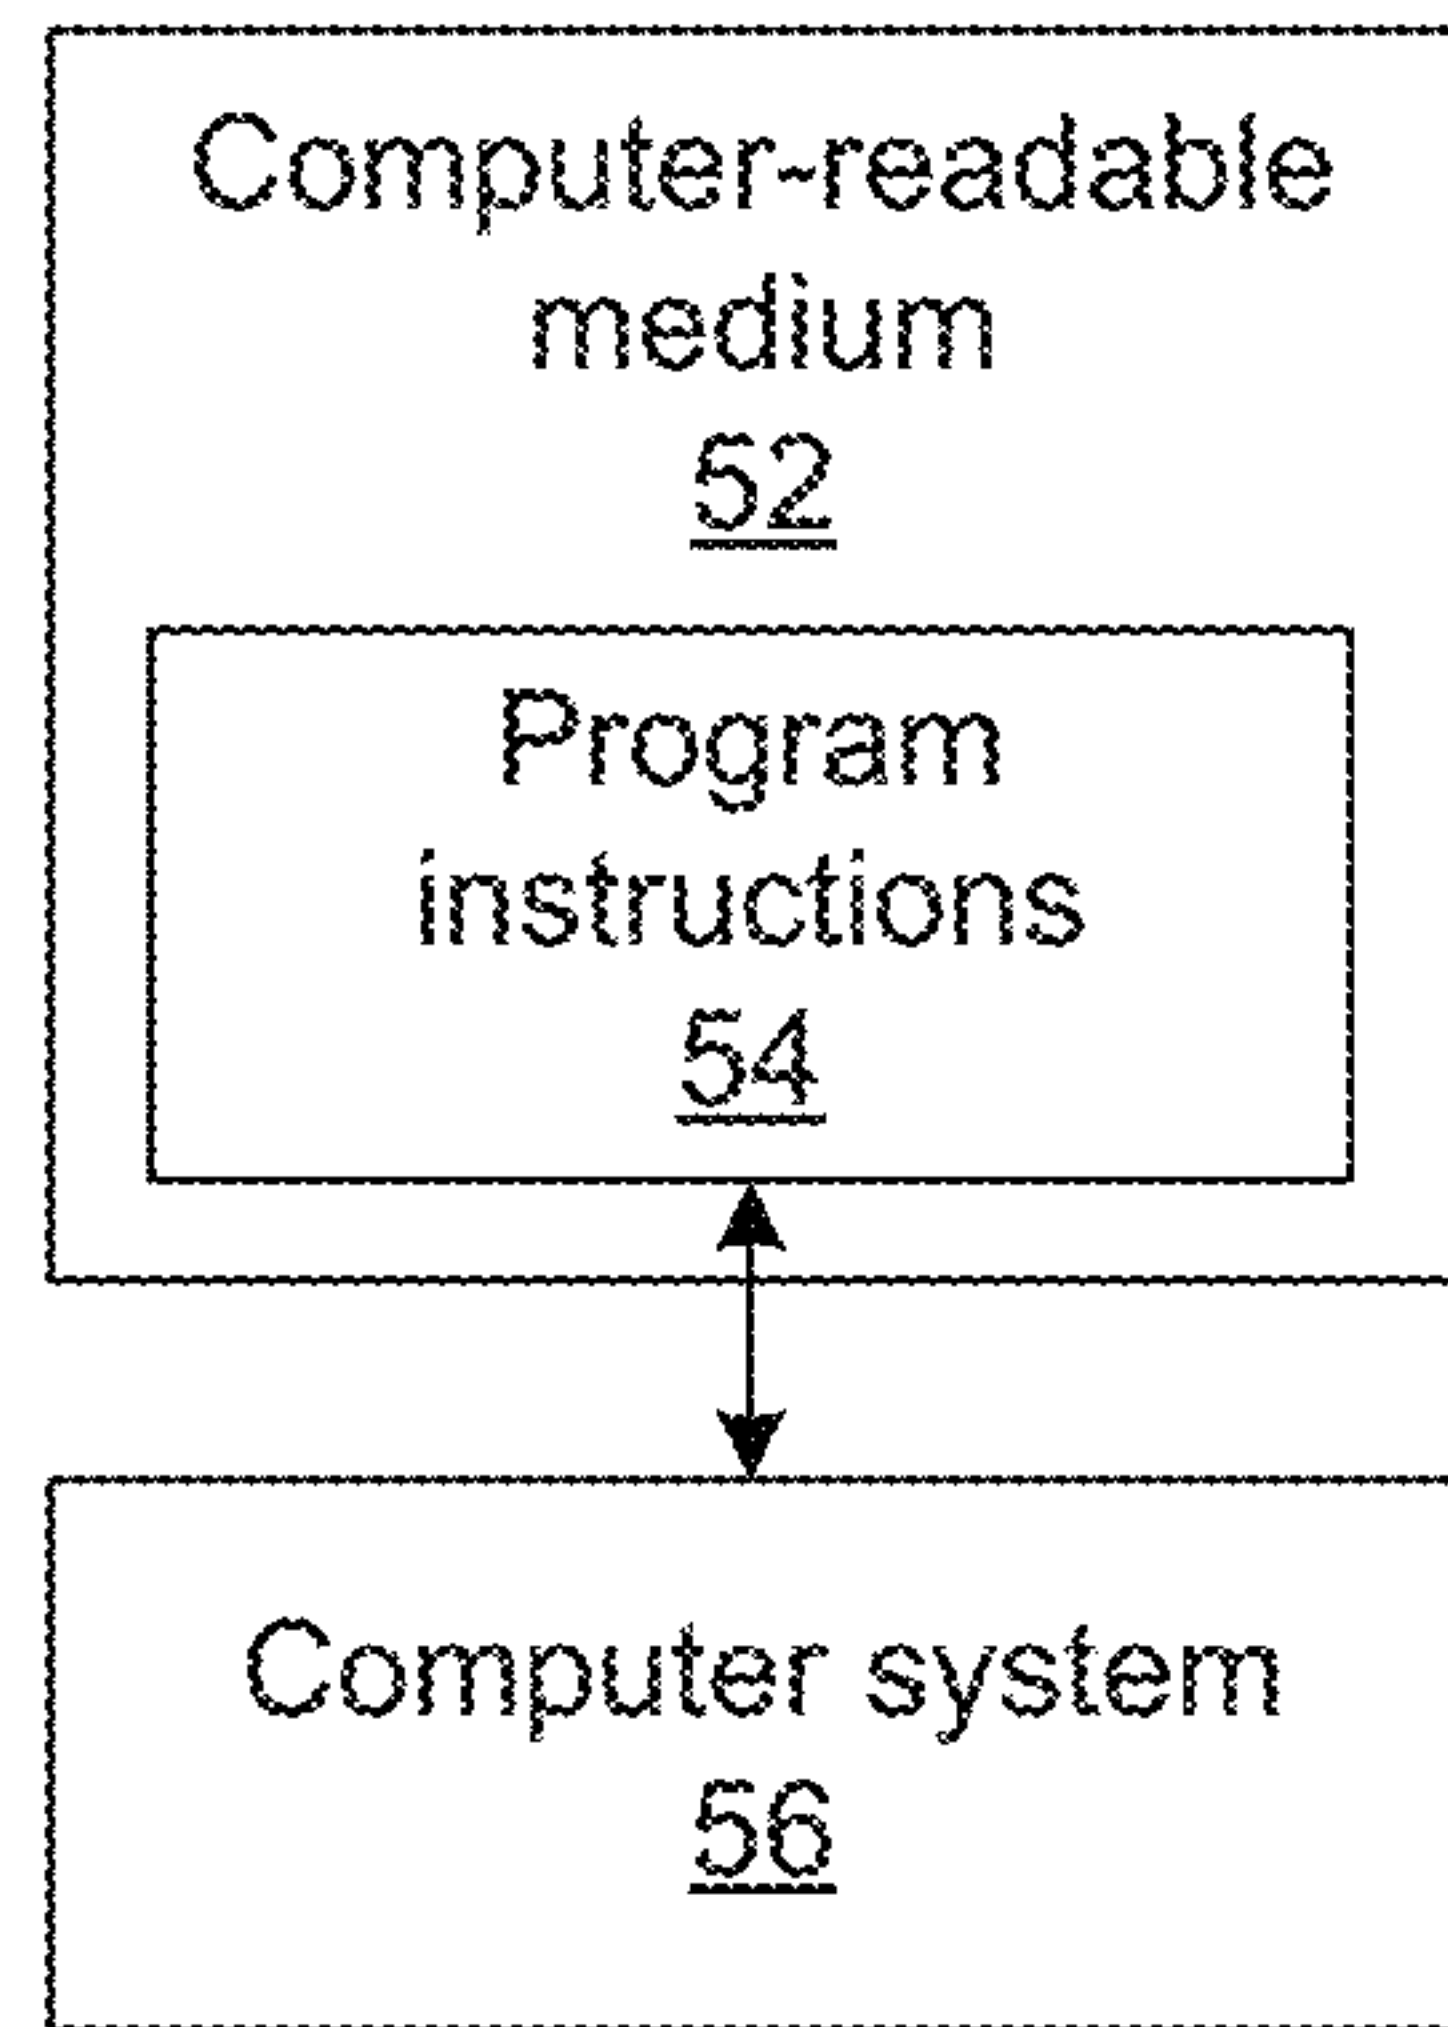 Computer-readable
medium
52
Program
instructions
54
Computer system
56